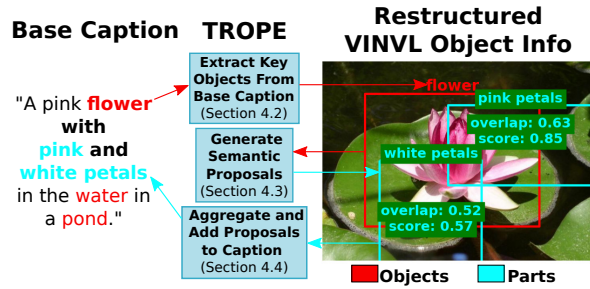 Base Caption
TROPE
Restructured
VINVL Object Info
"A pink flower
with
pink and
white petals
in the water in
a pond."
Extract Key
Objects From
Base Caption
(Section 4.2)
Generate
Semantic
Proposals
(Section 4.3)
Aggregate and
Add Proposals
to Caption
(Section 4.4)
flower
pink petals
overlap: 0.63
score: 0.85
white petals
overlap: 0.52
score: 0.57
Objects
Parts